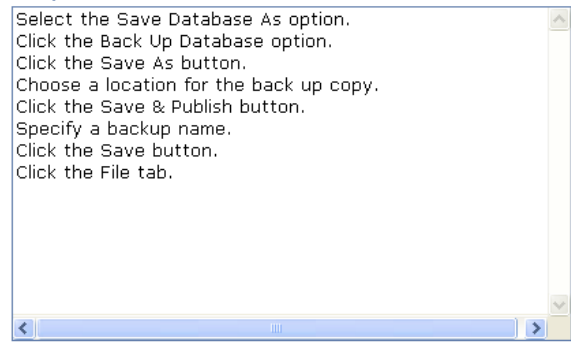 Select the Save Database As option.
Click the Back Up Database option.
Click the Save As button.
Choose a location for the back up copy.
Click the Save & Publish button.
Specify a backup name.
Click the Save button.
Click the File tab.